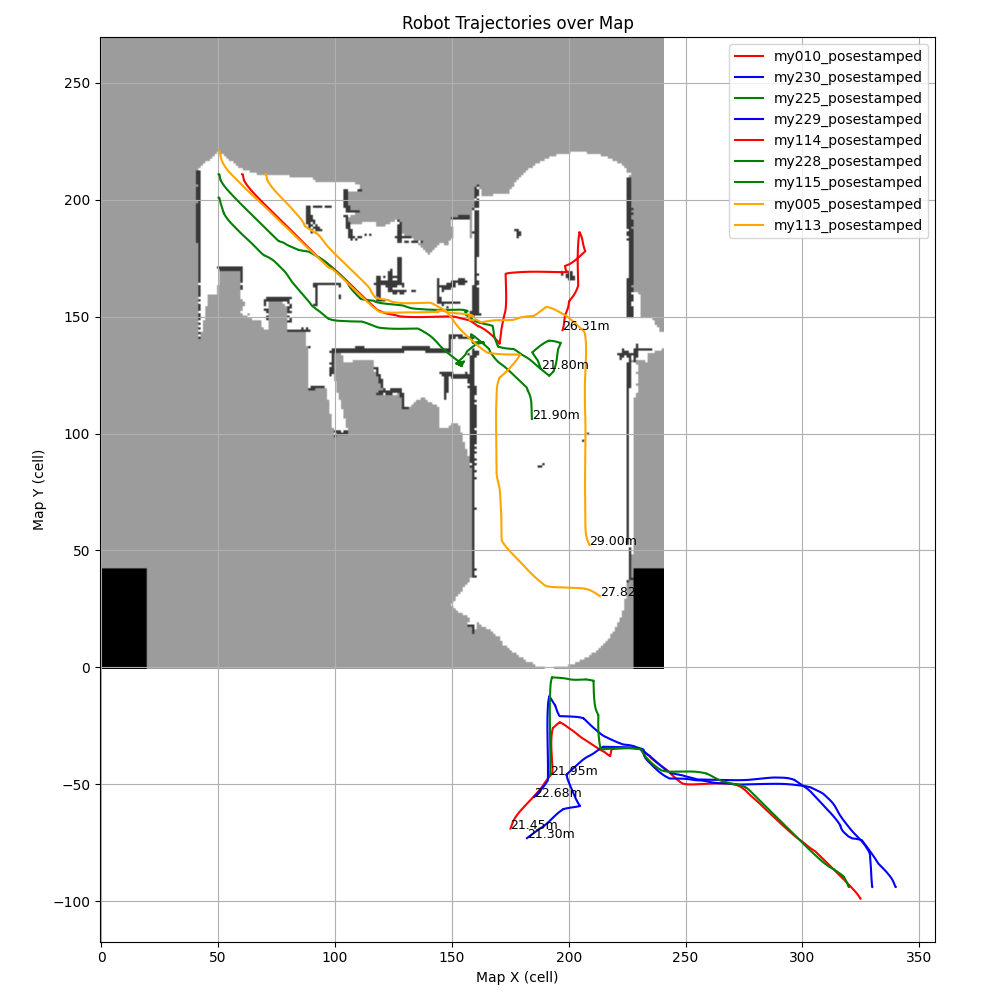 Robot Trajectories over Map
my010_posestamped
my230_posestamped
my225_posestamped
my229_posestamped
my114_posestamped
my228_posestamped
my115_posestamped
my005_posestamped
my113_posestamped
250
200
150
100
50
0
−50
−100
Map Y (cell)
26.31m
21.80m
21.90m
29.00m
27.82
21.95m
22.68m
21.45m
21.30m
0 50 100 150 200 250 300 350
Map X (cell)